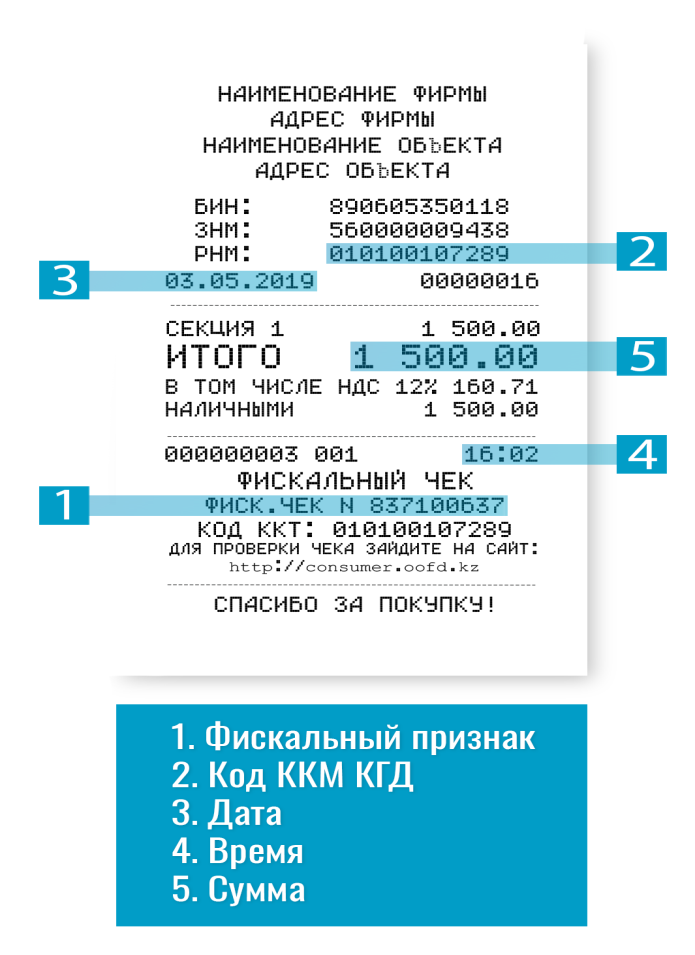 НАИМЕНОВАНИЕ ФИРМЫ
АДРЕС ФИРМЫ
НАИМЕНОВАНИЕ ОБЪЕКТА
АДРЕС ОБЪЕКТА
БИН: 890605350118
ЗНМ: 560000009438
РНМ: 010100107289 2
3 03.05.2019 00000016
СЕКЦИЯ 1 1 500.00
ИТОГО 1 500.00 5
В ТОМ ЧИСЛЕ НДС 12% 160.71
НАЛИЧНЫМИ 1 500.00
000000003 001 16:02 4
ФИСКАЛЬНЫЙ ЧЕК
1 ФИСК.ЧЕК N 837100637
КОД ККТ: 010100107289
ДЛЯ ПРОВЕРКИ ЧЕКА ЗАЙДИТЕ НА САЙТ:
http://consumer.oofd.kz
СПАСИБО ЗА ПОКУПКУ!
1. Фискальный признак
2. Код ККМ КГД
3. Дата
4. Время
5. Сумма